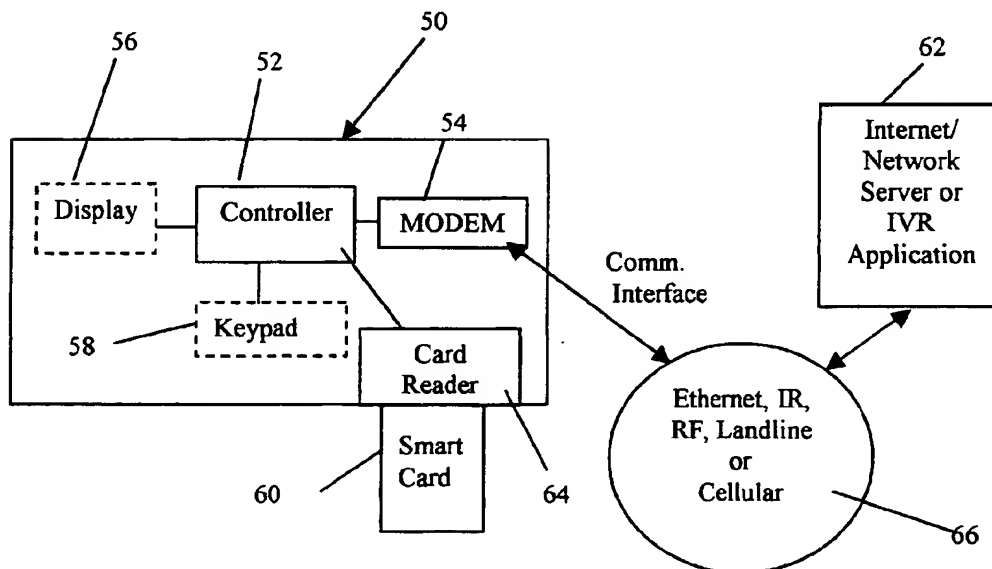 50
56
52
62
54
Display
Controller
MODEM
Internet/
Network
Server or
IVR
Application
Comm.
Interface
58
Keypad
Card
Reader
Ethernet, IR,
RF, Landline
or
Cellular
Smart
Card
60
64
66